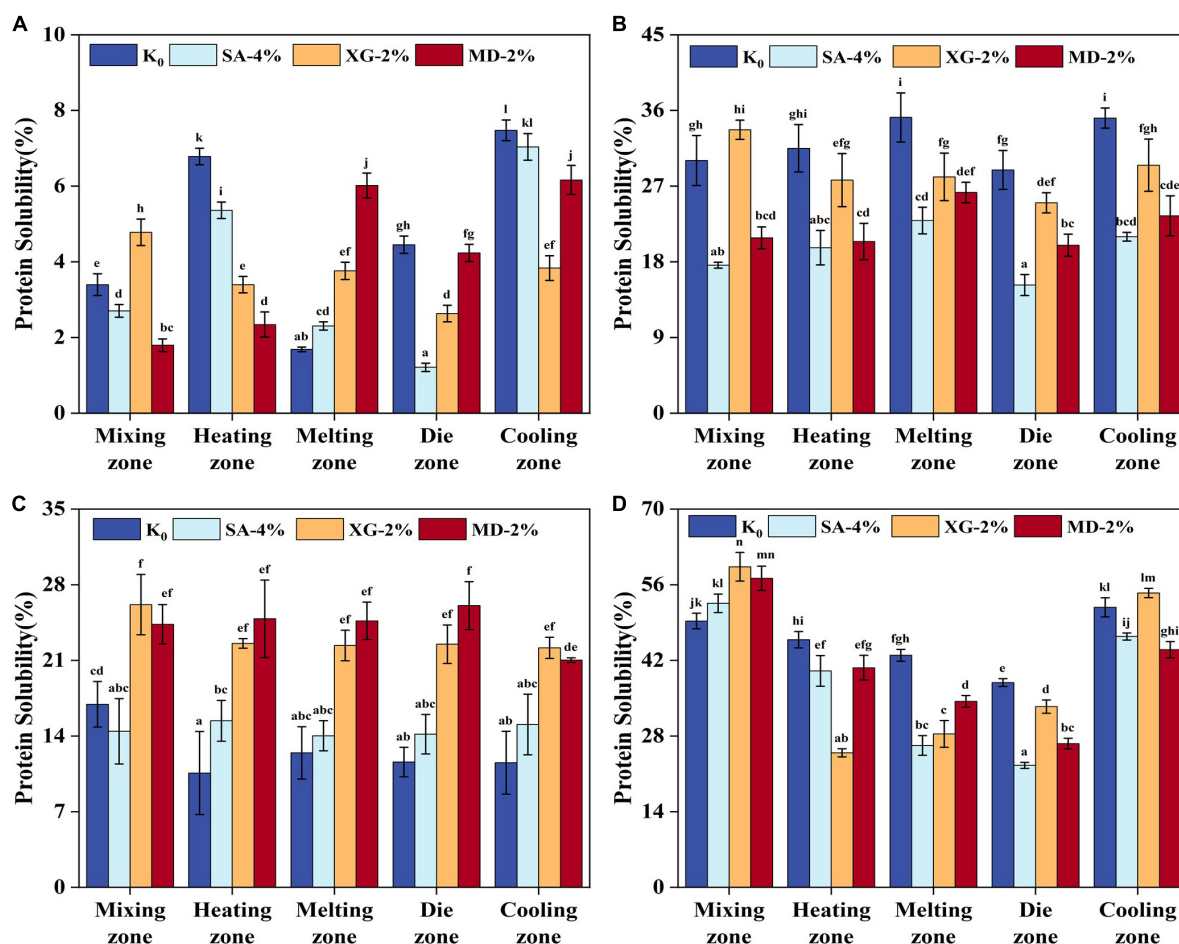 A
10
8
6
4
2
0
Protein Solubility(%)
K₀ SA-4% XG-2% MD-2%
e d h bc
k i e d
ab cd ef j
gh a d fg
l kl ef j
Mixing zone
Heating zone
Melting zone
Die zone
Cooling zone
B
45
36
27
18
9
0
Protein Solubility(%)
K₀ SA-4% XG-2% MD-2%
gh ab hi bcd
ghi abc efg cd
i cd fg def
gh a def bc
i bcd fgh cde
Mixing zone
Heating zone
Melting zone
Die zone
Cooling zone
C
35
28
21
14
7
0
Protein Solubility(%)
K₀ SA-4% XG-2% MD-2%
cd abc f ef
a bc ef ef
abc abc ef ef
ab abc ef f
ab abc ef de
Mixing zone
Heating zone
Melting zone
Die zone
Cooling zone
D
70
56
42
28
14
0
Protein Solubility(%)
K₀ SA-4% XG-2% MD-2%
jk kl n mn
hi ef ab efg
fgh bc c d
e a d bc
kl ij lm ghi
Mixing zone
Heating zone
Melting zone
Die zone
Cooling zone